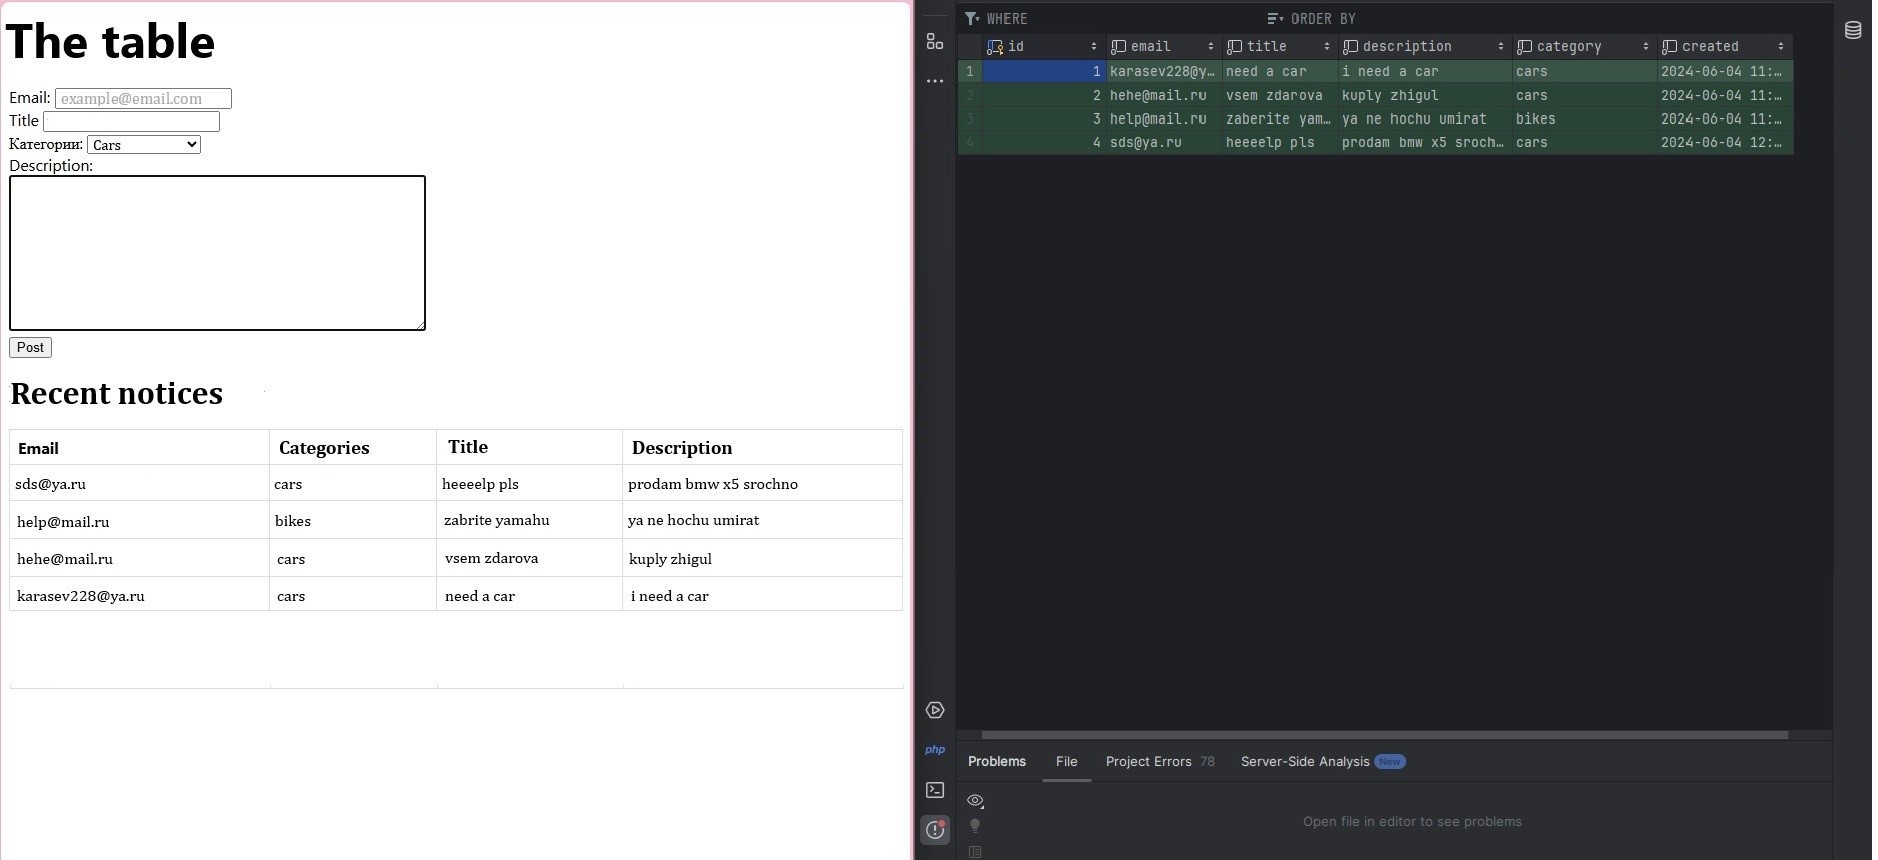 The table
Email: example@email.com
Title
Категории: Cars
Description:
Post
Recent notices
Email Categories Title Description
sds@ya.ru cars heeeelp pls prodam bmw x5 srochno
help@mail.ru bikes zabrite yamahu ya ne hochu umirat
hehe@mail.ru cars vsem zdarova kuply zhigul
karasev228@ya.ru cars need a car i need a car
WHERE ORDER BY
id email title description category created
1 1 karasev228@y… need a car i need a car cars 2024-06-04 11:…
2 2 hehe@mail.ru vsem zdarova kuply zhigul cars 2024-06-04 11:…
3 3 help@mail.ru zaberite yam… ya ne hochu umirat bikes 2024-06-04 11:…
4 4 sds@ya.ru heeeelp pls prodam bmw x5 sroch… cars 2024-06-04 12:…
php
Problems File Project Errors 78 Server-Side Analysis New
Open file in editor to see problems